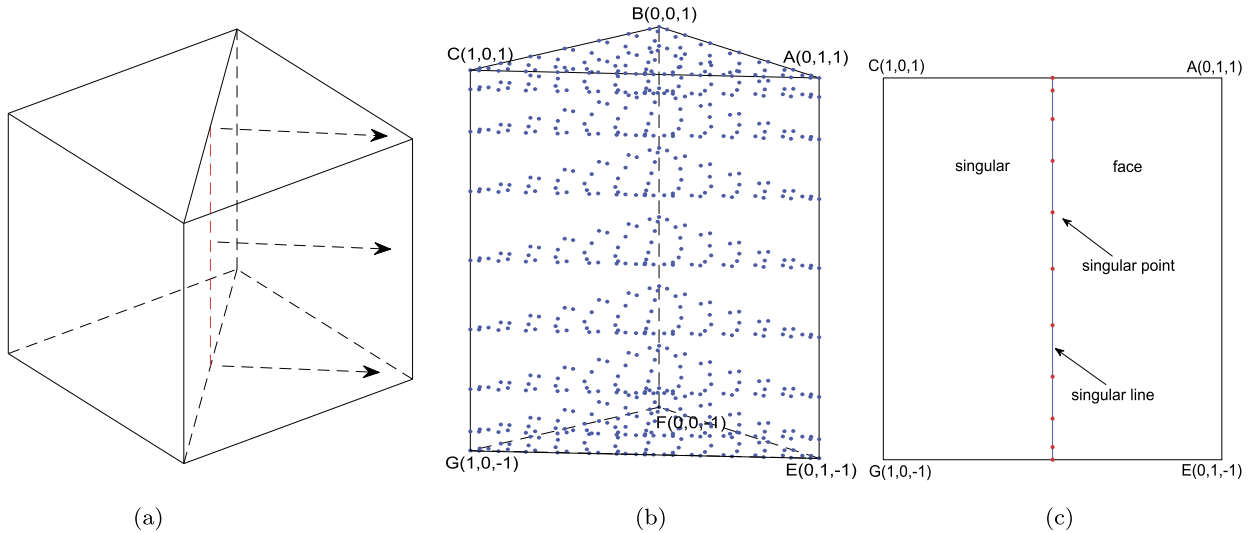 B(0,0,1)
C(1,0,1)
A(0,1,1)
F(0,0,-1)
G(1,0,-1)
E(0,1,-1)
C(1,0,1)
A(0,1,1)
singular
face
singular point
singular line
G(1,0,-1)
E(0,1,-1)
(a)
(b)
(c)